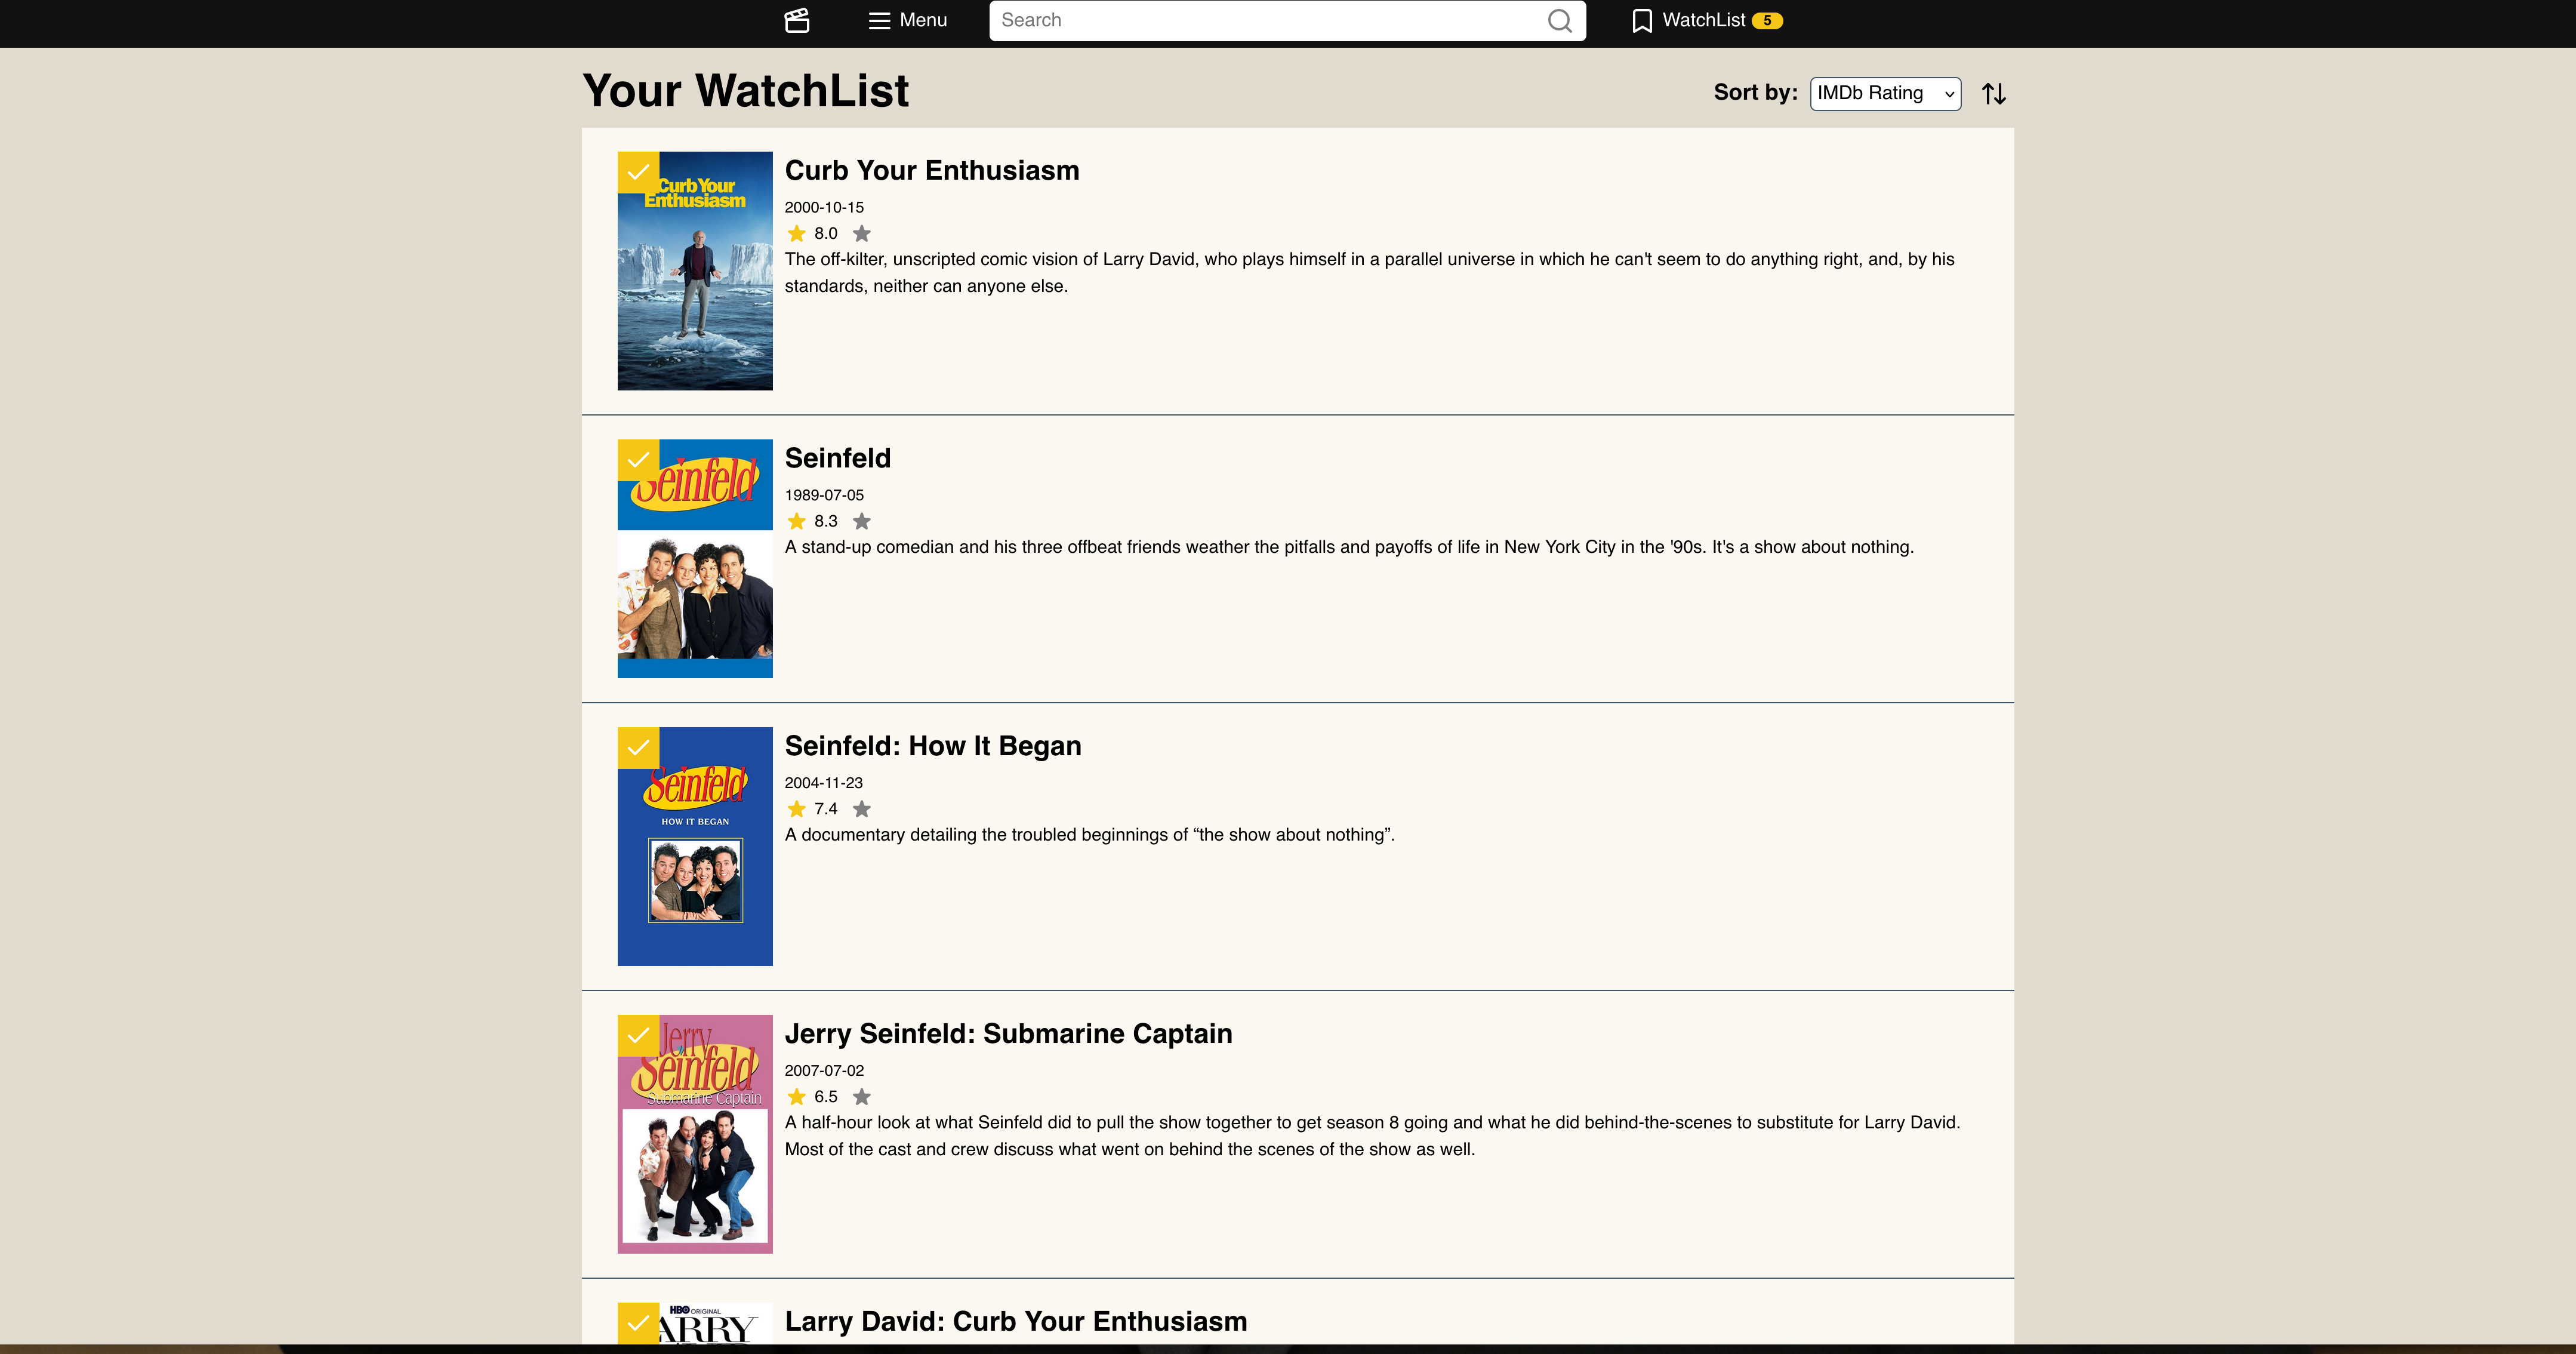 Menu
Search
WatchList 5
Your WatchList
Sort by: IMDb Rating
Curb Your
Enthusiasm
Curb Your Enthusiasm
2000-10-15
8.0
The off-kilter, unscripted comic vision of Larry David, who plays himself in a parallel universe in which he can't seem to do anything right, and, by his
standards, neither can anyone else.
Seinfeld
Seinfeld
1989-07-05
8.3
A stand-up comedian and his three offbeat friends weather the pitfalls and payoffs of life in New York City in the '90s. It's a show about nothing.
Seinfeld
HOW IT BEGAN
Seinfeld: How It Began
2004-11-23
7.4
A documentary detailing the troubled beginnings of “the show about nothing”.
Jerry
Seinfeld
Submarine Captain
Jerry Seinfeld: Submarine Captain
2007-07-02
6.5
A half-hour look at what Seinfeld did to pull the show together to get season 8 going and what he did behind-the-scenes to substitute for Larry David.
Most of the cast and crew discuss what went on behind the scenes of the show as well.
HBO ORIGINAL
ARRY
Larry David: Curb Your Enthusiasm